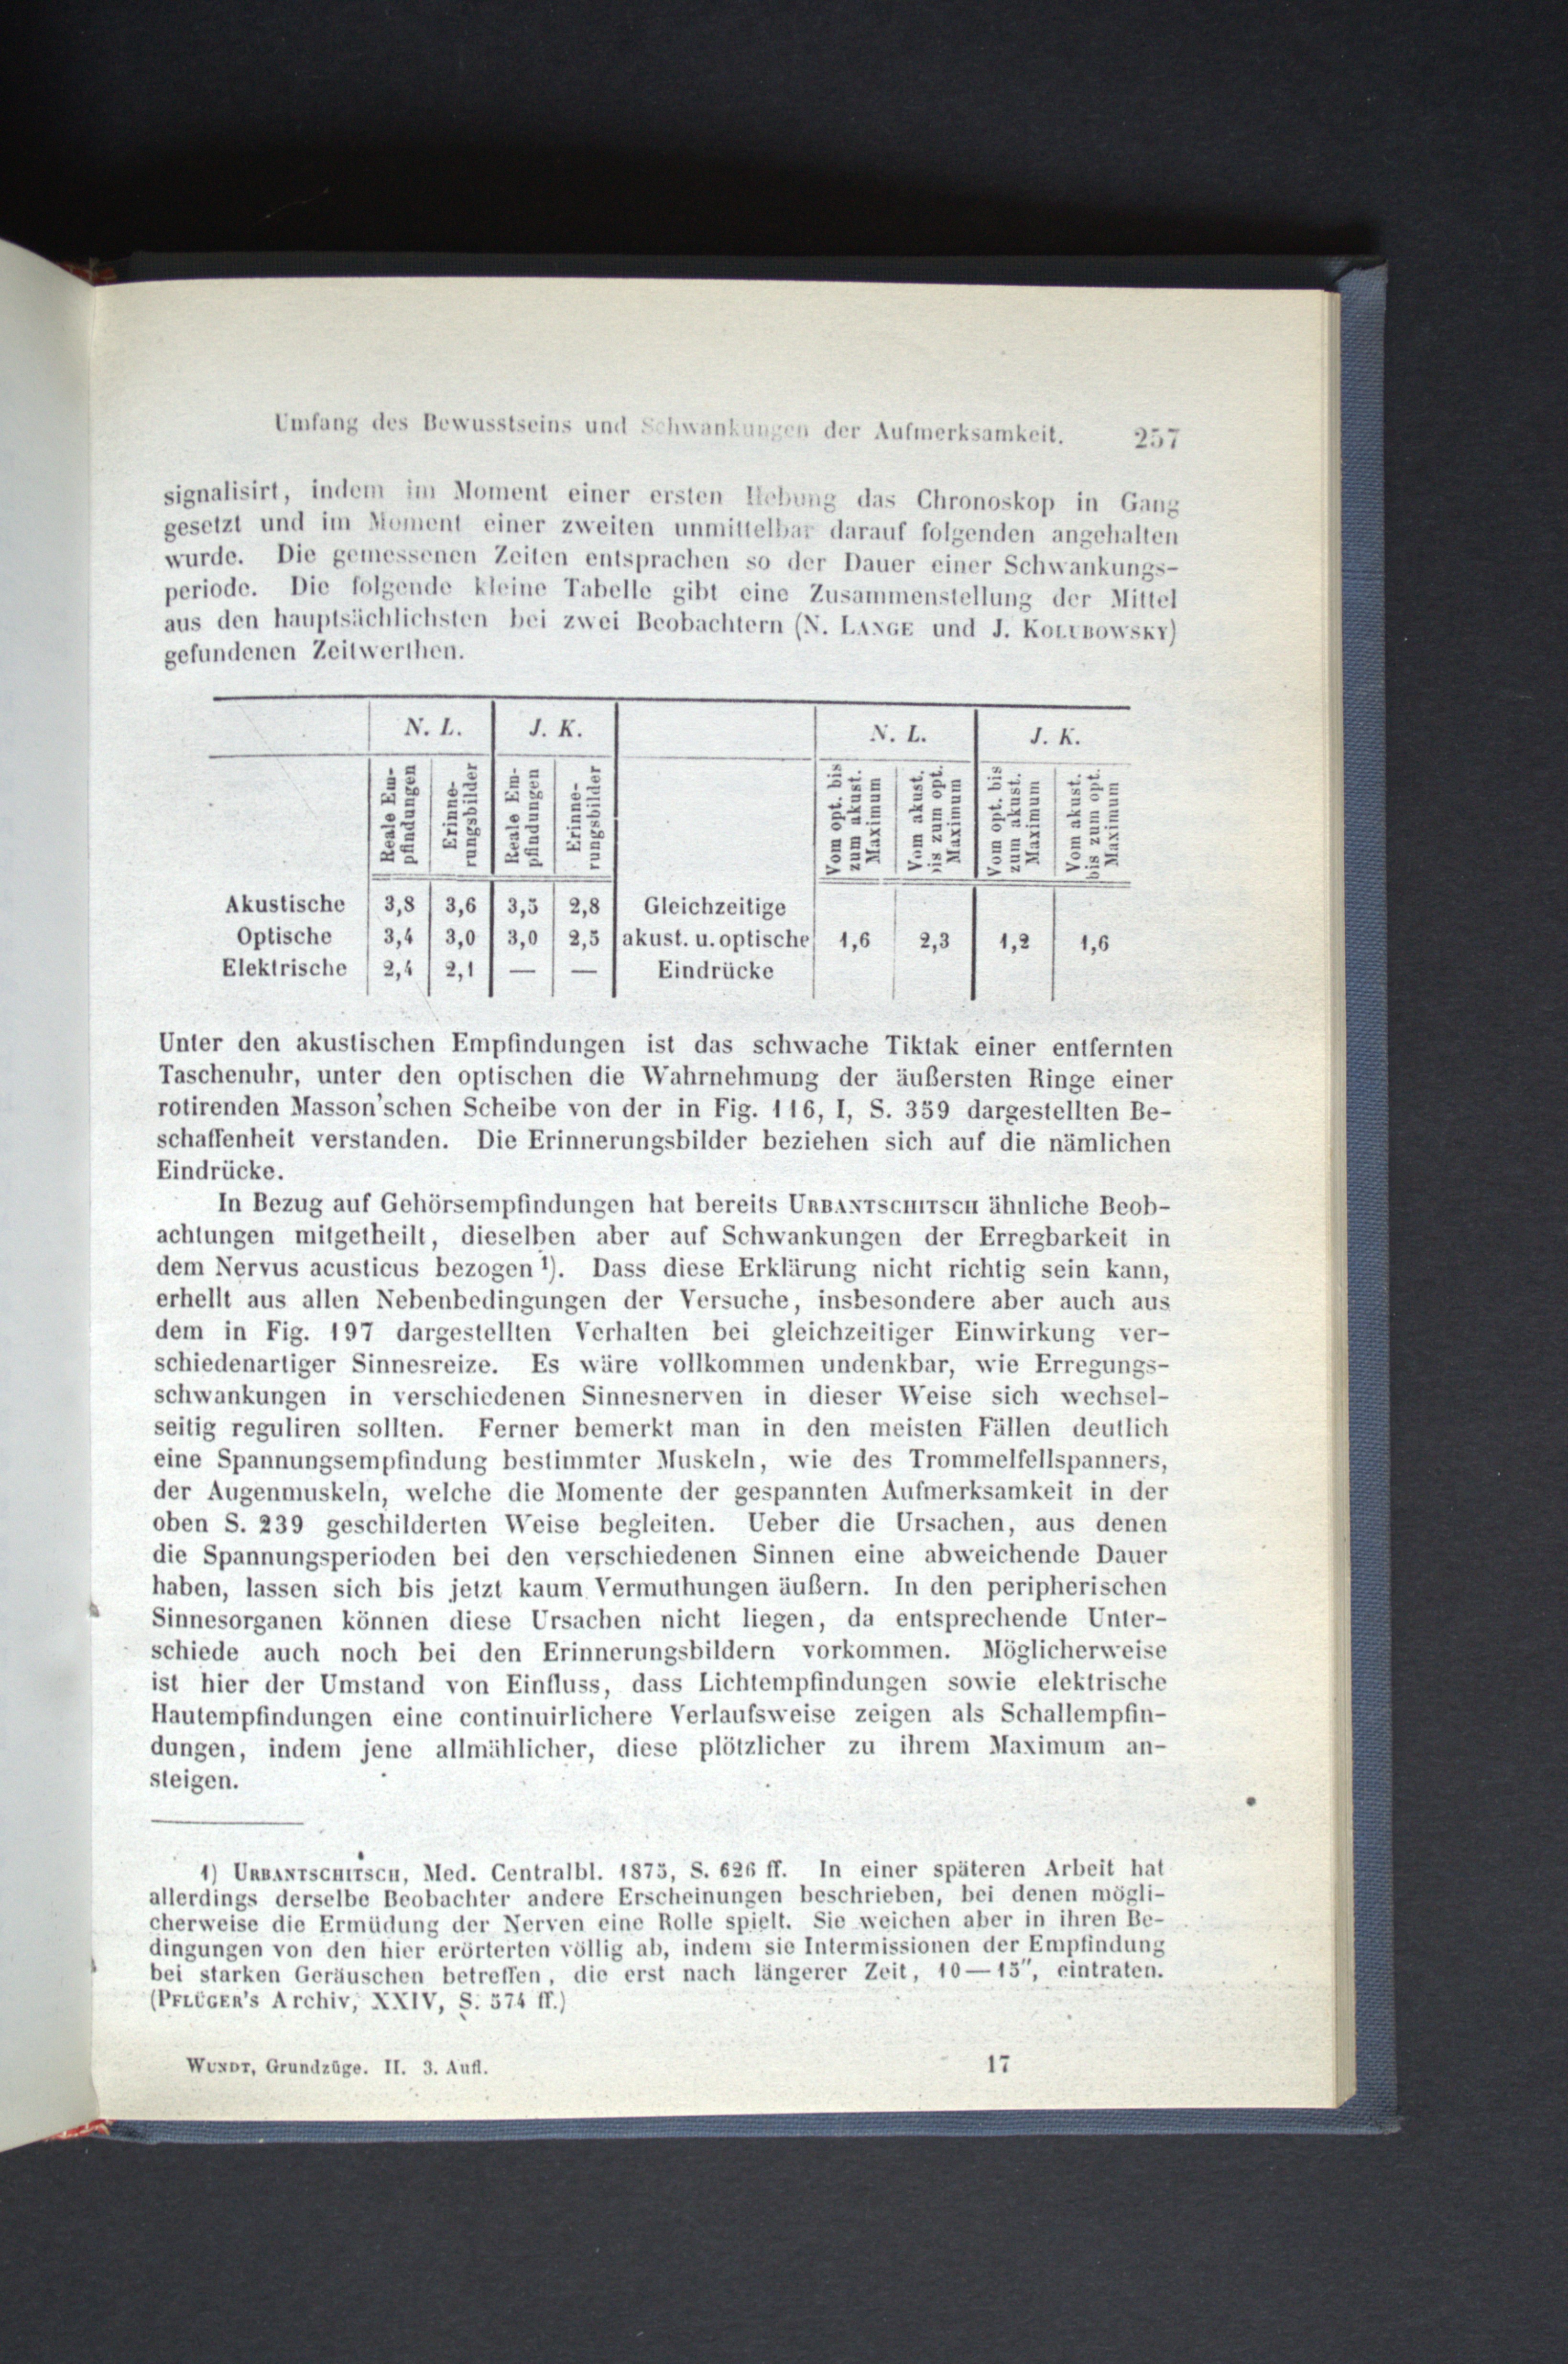 Umfang des Bewusstseins und Schwankungen der Aufmerksamkeit. 257
signalisirt, indem im Moment einer ersten Hebung das Chronoskop in Gang
gesetzt und im Moment einer zweiten unmittelbar darauf folgenden angehalten
wurde. Die gemessenen Zeiten entsprachen so der Dauer einer Schwankungs-
periode. Die folgende kleine Tabelle gibt eine Zusammenstellung der Mittel
aus den hauptsächlichsten bei zwei Beobachtern (N. LANGE und J. KOLUBOWSKY)
gefundenen Zeitwerthen.
N. L. J. K. N. L. J. K.
Reale Em-
pfindungen
Erinne-
rungsbilder
Reale Em-
pfindungen
Erinne-
rungsbilder
Vom opt. bis
zum akust.
Maximum
Vom akust.
bis zum opt.
Maximum
Vom opt. bis
zum akust.
Maximum
Vom akust.
bis zum opt.
Maximum
Akustische 3,8 3,6 3,5 2,8 Gleichzeitige
Optische 3,4 3,0 3,0 2,5 akust. u. optische 1,6 2,3 1,2 1,6
Elektrische 2,4 2,1 — — Eindrücke
Unter den akustischen Empfindungen ist das schwache Tiktak einer entfernten
Taschenuhr, unter den optischen die Wahrnehmung der äußersten Ringe einer
rotirenden Masson'schen Scheibe von der in Fig. 116, I, S. 359 dargestellten Be-
schaffenheit verstanden. Die Erinnerungsbilder beziehen sich auf die nämlichen
Eindrücke.
In Bezug auf Gehörsempfindungen hat bereits URBANTSCHITSCH ähnliche Beob-
achtungen mitgetheilt, dieselben aber auf Schwankungen der Erregbarkeit in
dem Nervus acusticus bezogen 1). Dass diese Erklärung nicht richtig sein kann,
erhellt aus allen Nebenbedingungen der Versuche, insbesondere aber auch aus
dem in Fig. 197 dargestellten Verhalten bei gleichzeitiger Einwirkung ver-
schiedenartiger Sinnesreize. Es wäre vollkommen undenkbar, wie Erregungs-
schwankungen in verschiedenen Sinnesnerven in dieser Weise sich wechsel-
seitig reguliren sollten. Ferner bemerkt man in den meisten Fällen deutlich
eine Spannungsempfindung bestimmter Muskeln, wie des Trommelfellspanners,
der Augenmuskeln, welche die Momente der gespannten Aufmerksamkeit in der
oben S. 239 geschilderten Weise begleiten. Ueber die Ursachen, aus denen
die Spannungsperioden bei den verschiedenen Sinnen eine abweichende Dauer
haben, lassen sich bis jetzt kaum Vermuthungen äußern. In den peripherischen
Sinnesorganen können diese Ursachen nicht liegen, da entsprechende Unter-
schiede auch noch bei den Erinnerungsbildern vorkommen. Möglicherweise
ist hier der Umstand von Einfluss, dass Lichtempfindungen sowie elektrische
Hautempfindungen eine continuirlichere Verlaufsweise zeigen als Schallempfin-
dungen, indem jene allmählicher, diese plötzlicher zu ihrem Maximum an-
steigen.
1) URBANTSCHITSCH, Med. Centralbl. 1875, S. 626 ff. In einer späteren Arbeit hat
allerdings derselbe Beobachter andere Erscheinungen beschrieben, bei denen mögli-
cherweise die Ermüdung der Nerven eine Rolle spielt. Sie weichen aber in ihren Be-
dingungen von den hier erörterten völlig ab, indem sie Intermissionen der Empfindung
bei starken Geräuschen betreffen, die erst nach längerer Zeit, 10—15″, eintraten.
(PFLÜGER'S Archiv, XXIV, S. 574 ff.)
WUNDT, Grundzüge. II. 3. Aufl. 17